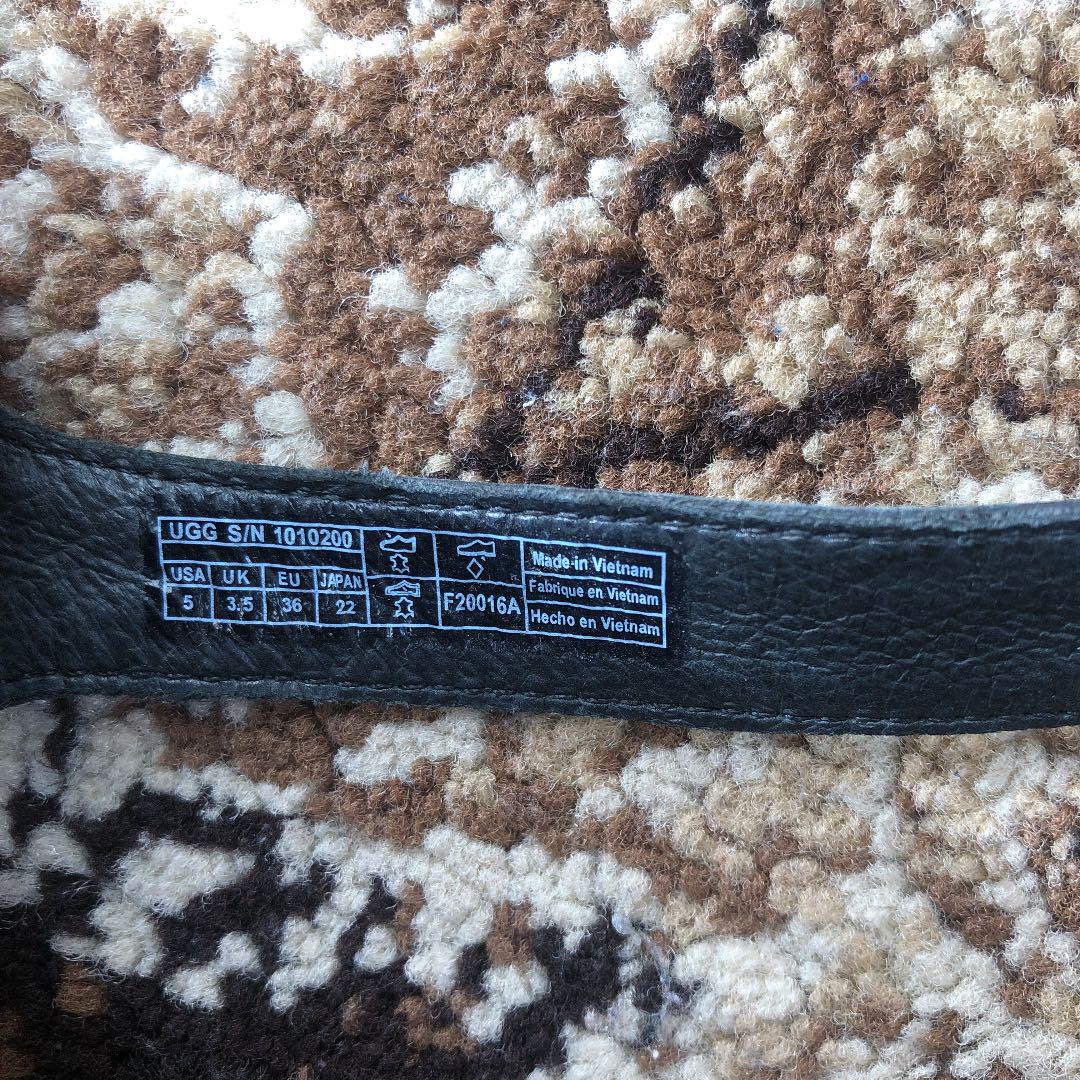 UGG S/N 1010200
USA UK EU JAPAN
5 3.5 36 22
F20016A
Made in Vietnam
Fabrique en Vietnam
Hecho en Vietnam